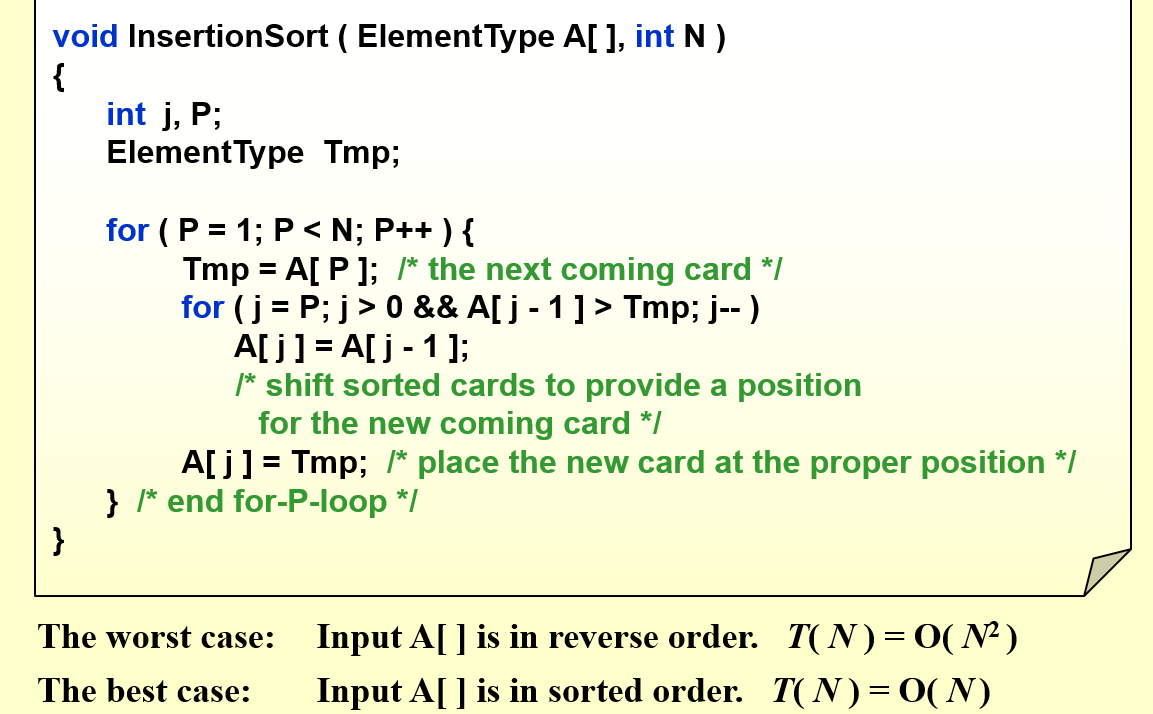 void InsertionSort ( ElementType A[ ], int N )
{
int j, P;
ElementType Tmp;
for ( P = 1; P < N; P++ ) {
Tmp = A[ P ]; /* the next coming card */
for ( j = P; j > 0 && A[ j - 1 ] > Tmp; j-- )
A[ j ] = A[ j - 1 ];
/* shift sorted cards to provide a position
for the new coming card */
A[ j ] = Tmp; /* place the new card at the proper position */
} /* end for-P-loop */
}
The worst case: Input A[ ] is in reverse order. T( N ) = O( N² )
The best case: Input A[ ] is in sorted order. T( N ) = O( N )